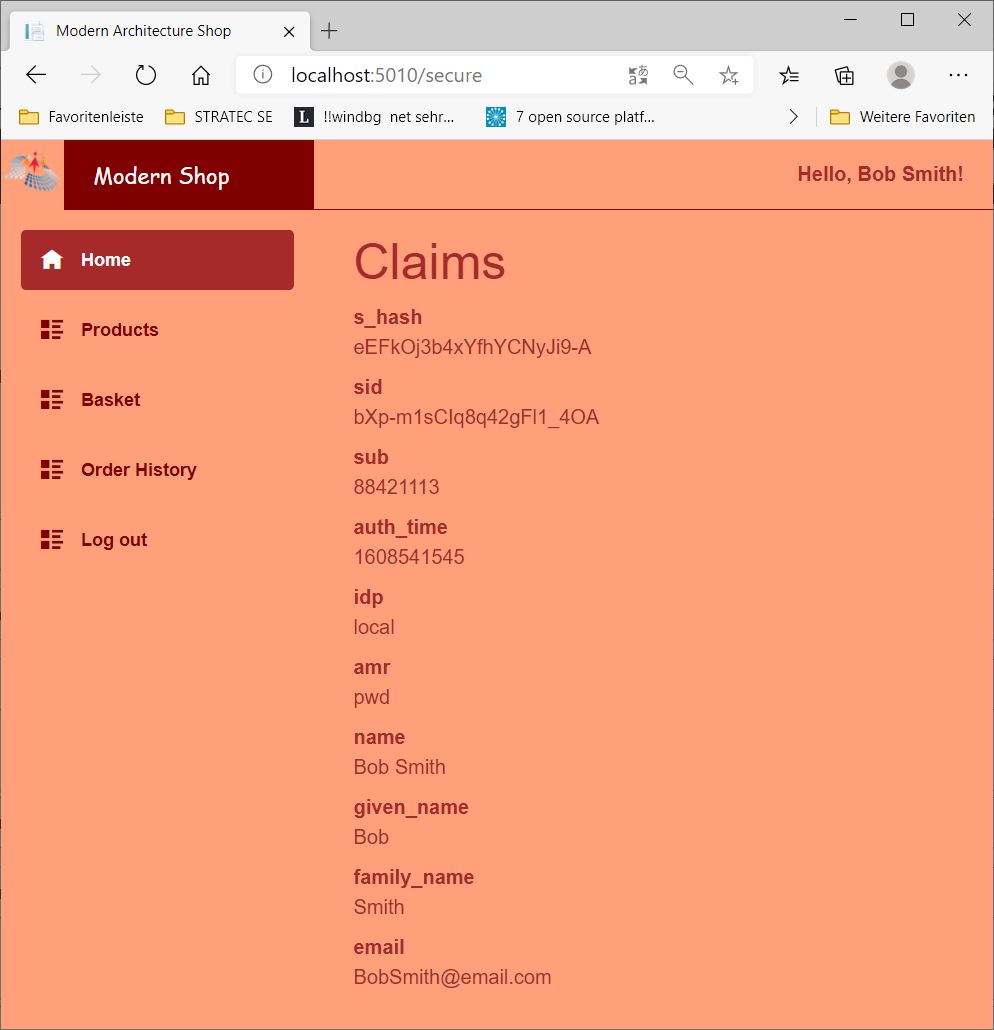 Modern Architecture Shop
localhost:5010/secure
Favoritenleiste
STRATEC SE
L
!!windbg net sehr...
7 open source platf...
Weitere Favoriten
Modern Shop
Hello, Bob Smith!
Home
Products
Basket
Order History
Log out
Claims
s_hash
eEFkOj3b4xYfhYCNyJi9-A
sid
bXp-m1sCIq8q42gFl1_4OA
sub
88421113
auth_time
1608541545
idp
local
amr
pwd
name
Bob Smith
given_name
Bob
family_name
Smith
email
BobSmith@email.com